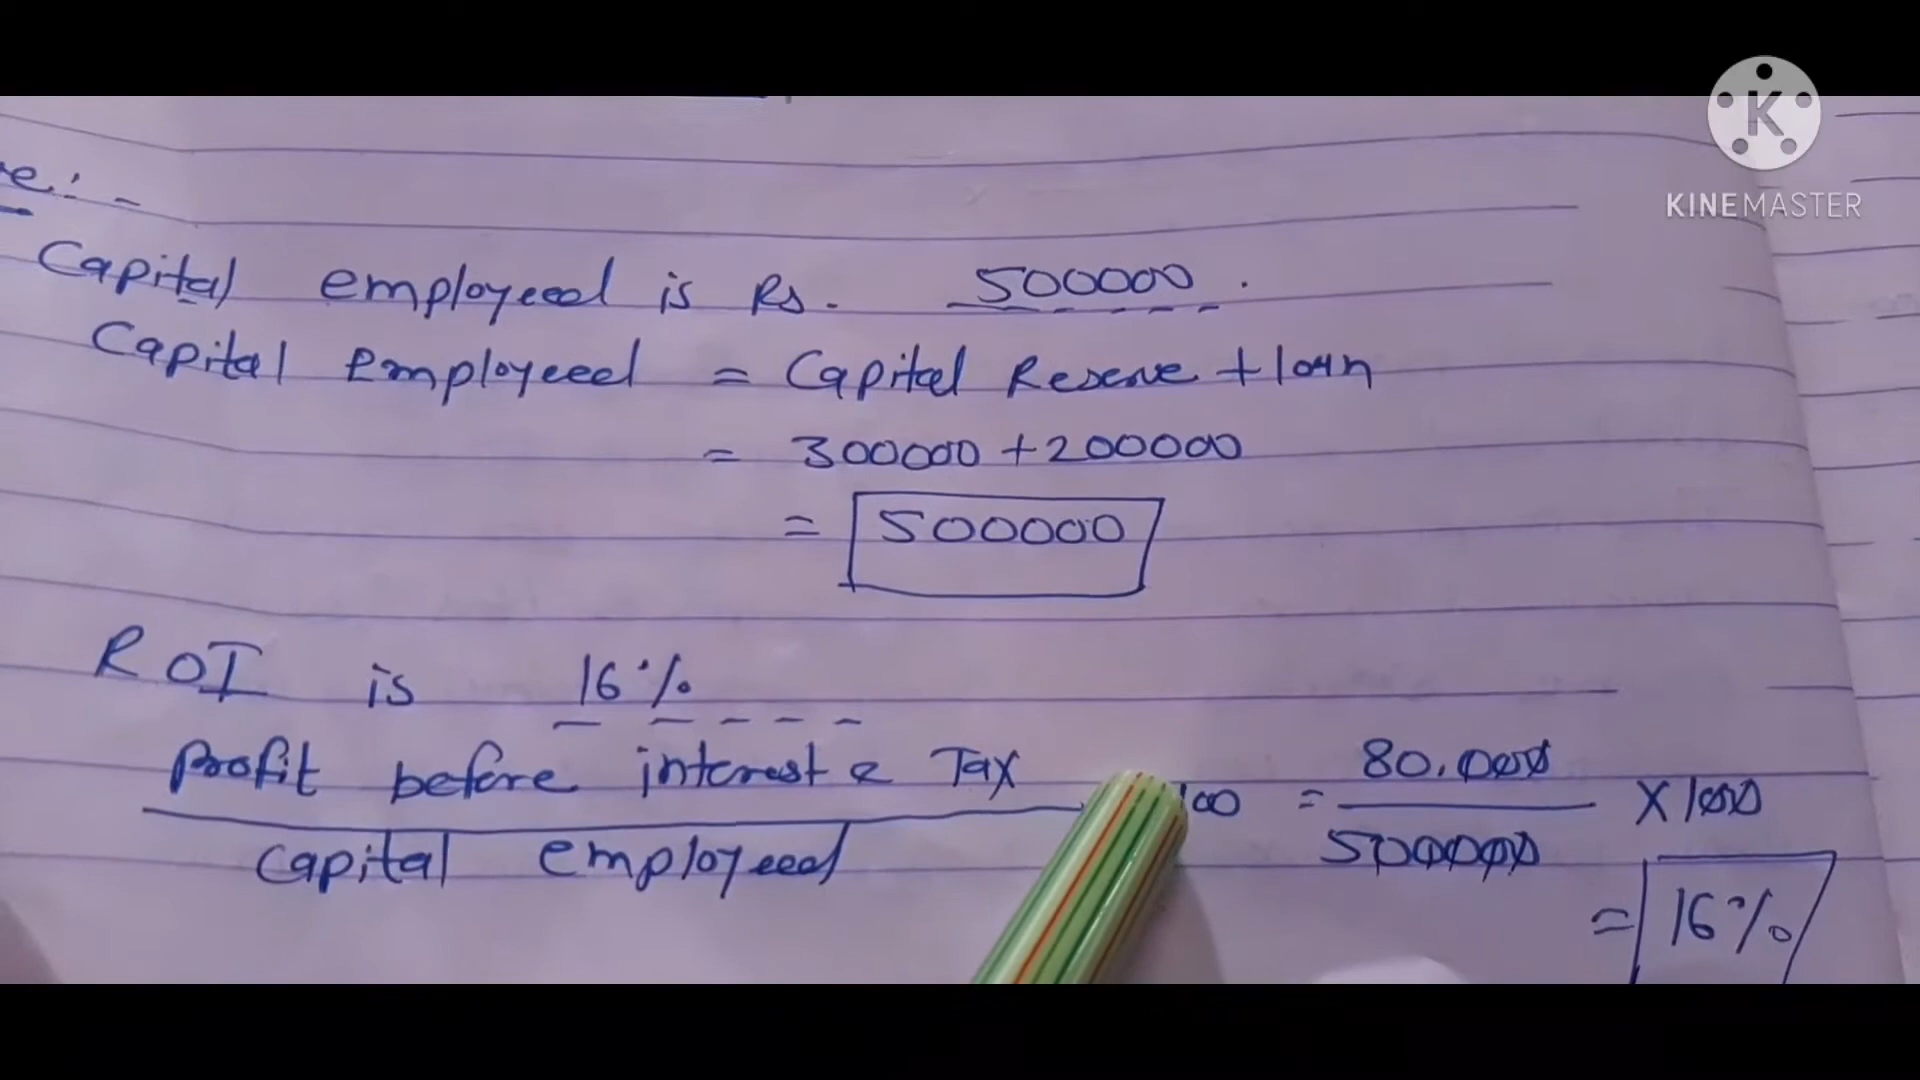 K
KINEMASTER
e:-
Capital employeed is Rs. 500000.
Capital employeed = Capital Reserve + loan
= 300000 + 200000
= 500000
ROI is 16%
Profit before interest & Tax
100 = 80.000 X 100
Capital employeed
500000
= 16%